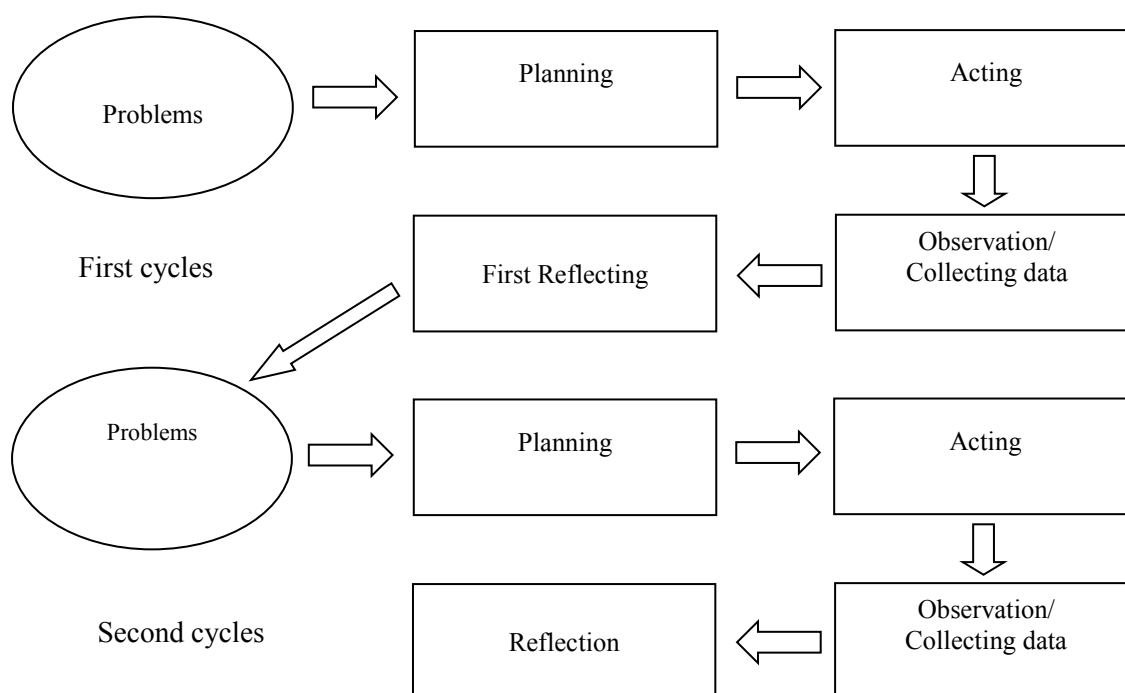 Problems
Planning
Acting
First cycles
First Reflecting
Observation/
Collecting data
Problems
Planning
Acting
Second cycles
Reflection
Observation/
Collecting data